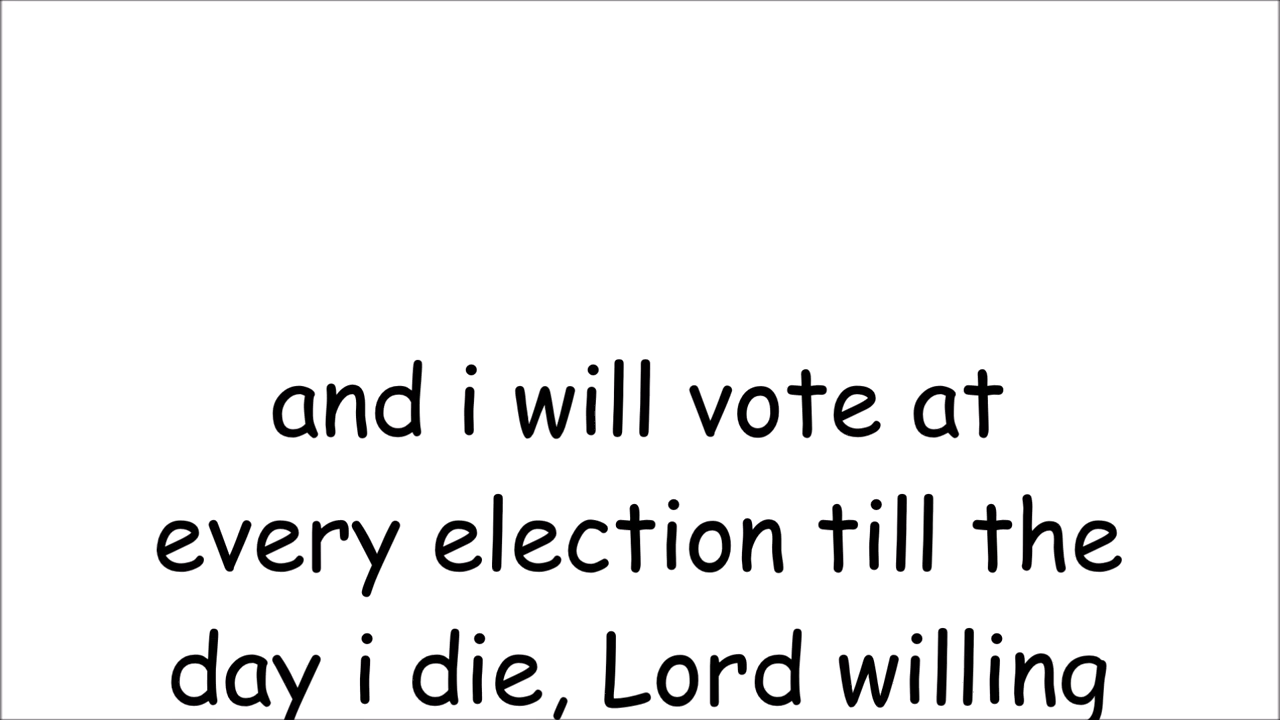 and i will vote at
every election till the
day i die, Lord willing